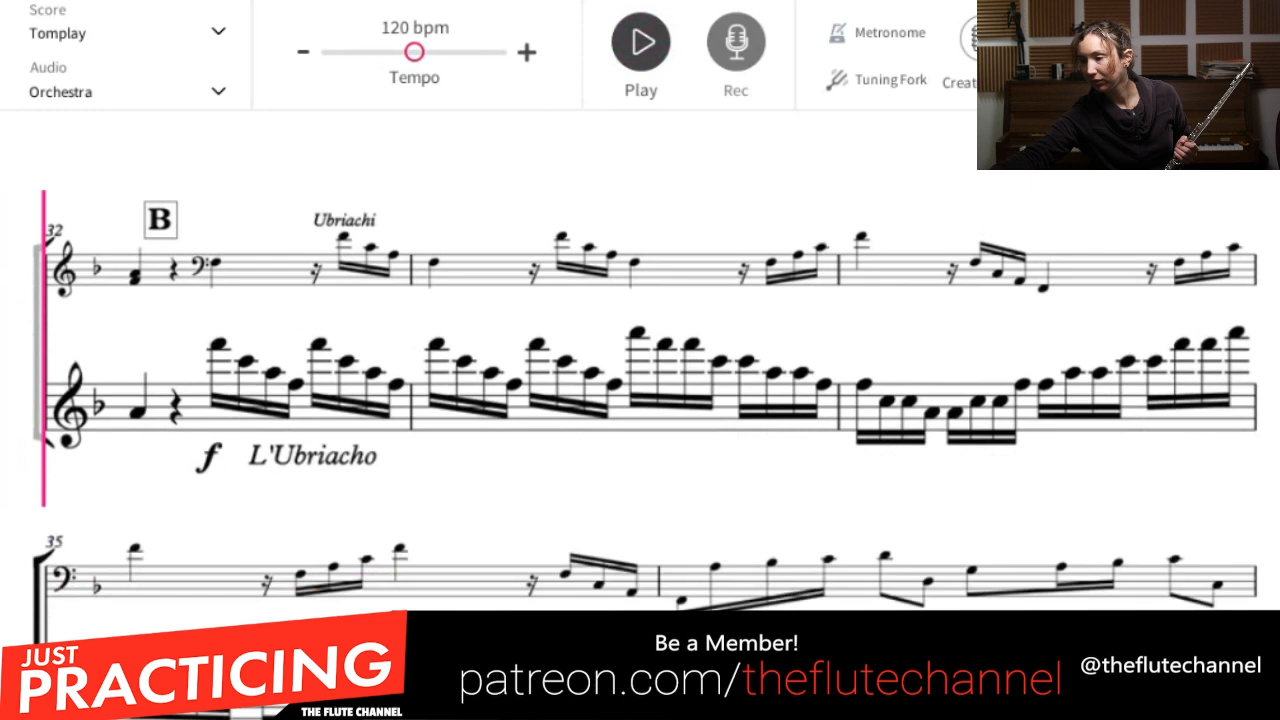 Score
Tomplay
Audio
Orchestra
120 bpm
Tempo
Play
Rec
Metronome
Tuning Fork
Creat
32
B
Ubriachi
f L'Ubriacho
35
JUST
PRACTICING
THE FLUTE CHANNEL
Be a Member!
patreon.com/theflutechannel
@theflutechannel